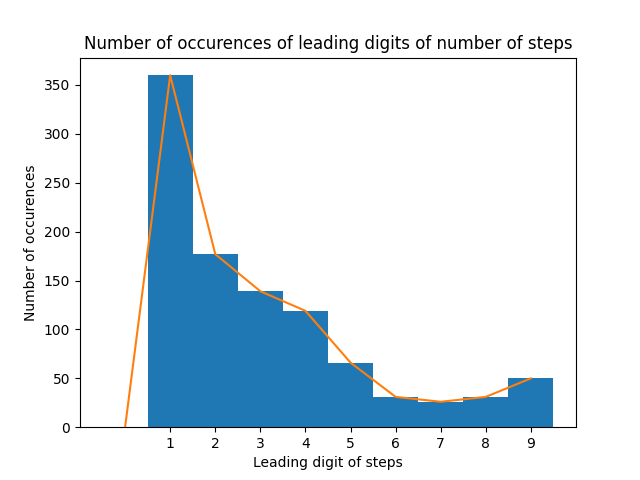 Number of occurences of leading digits of number of steps
350
300
250
200
150
100
50
0
Number of occurences
1 2 3 4 5 6 7 8 9
Leading digit of steps